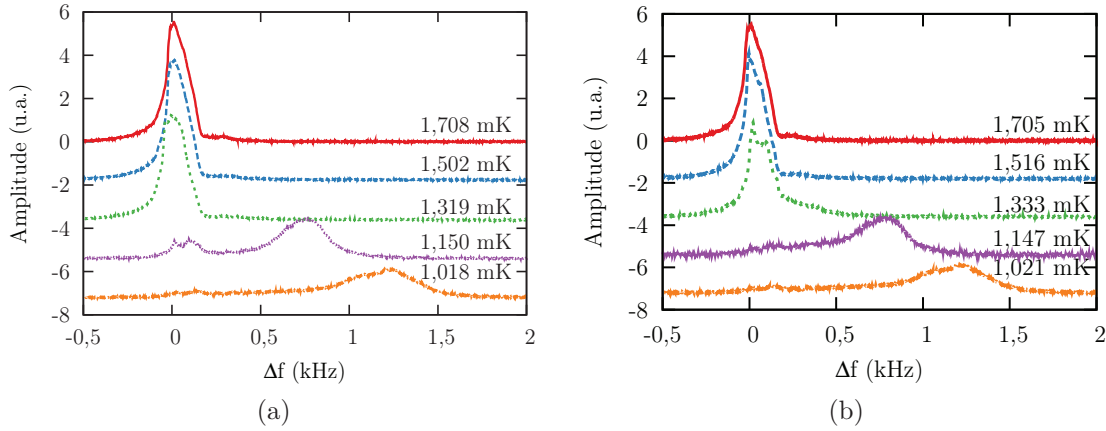 6
4
2
0
-2
-4
-6
-8
Amplitude (u.a.)
1,708 mK
1,502 mK
1,319 mK
1,150 mK
1,018 mK
-0,5 0 0,5 1 1,5 2
Δf (kHz)
(a)
6
4
2
0
-2
-4
-6
-8
Amplitude (u.a.)
1,705 mK
1,516 mK
1,333 mK
1,147 mK
1,021 mK
-0,5 0 0,5 1 1,5 2
Δf (kHz)
(b)